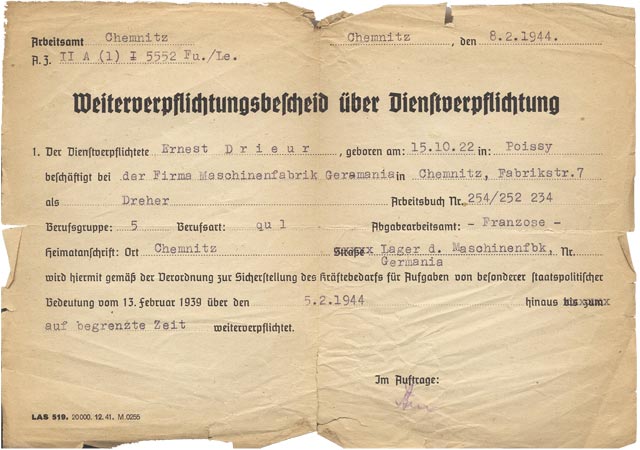 Arbeitsamt Chemnitz Chemnitz, den 8.2.1944.
A. Z. II A (1) I 5552 Fu./Le.
Weiterverpflichtungsbescheid über Dienstverpflichtung
1. Der Dienstverpflichtete Ernest Drieur, geboren am: 15.10.22 in: Poissy
beschäftigt bei der Firma Maschinenfabrik Geramania in Chemnitz, Fabrikstr.7
als Dreher Arbeitsbuch Nr. 254/252 234
Berufsgruppe: 5 Berufsart: qu 1 Abgabearbeitsamt: - Franzose -
Heimatanschrift: Ort Chemnitz Straße Lager d. Maschinenfbk, Nr.
Germania
wird hiermit gemäß der Verordnung zur Sicherstellung des Kräftebedarfs für Aufgaben von besonderer staatspolitischer
Bedeutung vom 13. Februar 1939 über den 5.2.1944 hinaus bis zum
auf begrenzte Zeit weiterverpflichtet.
Im Auftrage:
LAS 519. 20000. 12. 41. M.0255